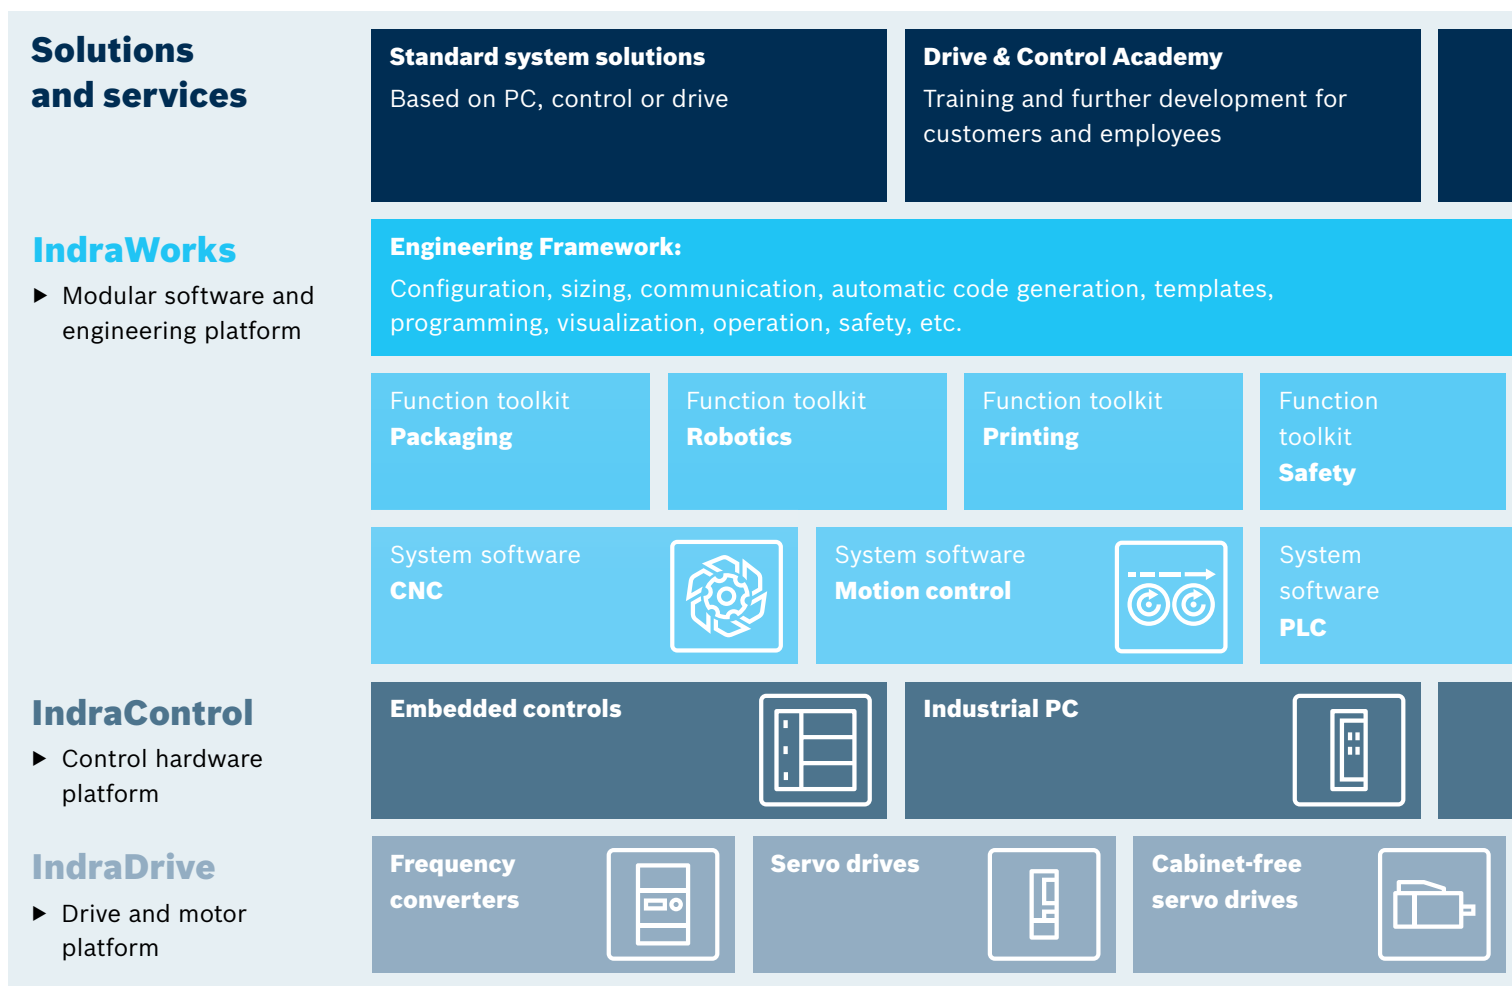 Solutions
and services
Standard system solutions
Based on PC, control or drive
Drive & Control Academy
Training and further development for
customers and employees
IndraWorks
► Modular software and
engineering platform
Engineering Framework:
Configuration, sizing, communication, automatic code generation, templates,
programming, visualization, operation, safety, etc.
Function toolkit
Packaging
Function toolkit
Robotics
Function toolkit
Printing
Function
toolkit
Safety
System software
CNC
System software
Motion control
System
software
PLC
IndraControl
► Control hardware
platform
Embedded controls
Industrial PC
IndraDrive
► Drive and motor
platform
Frequency
converters
Servo drives
Cabinet-free
servo drives